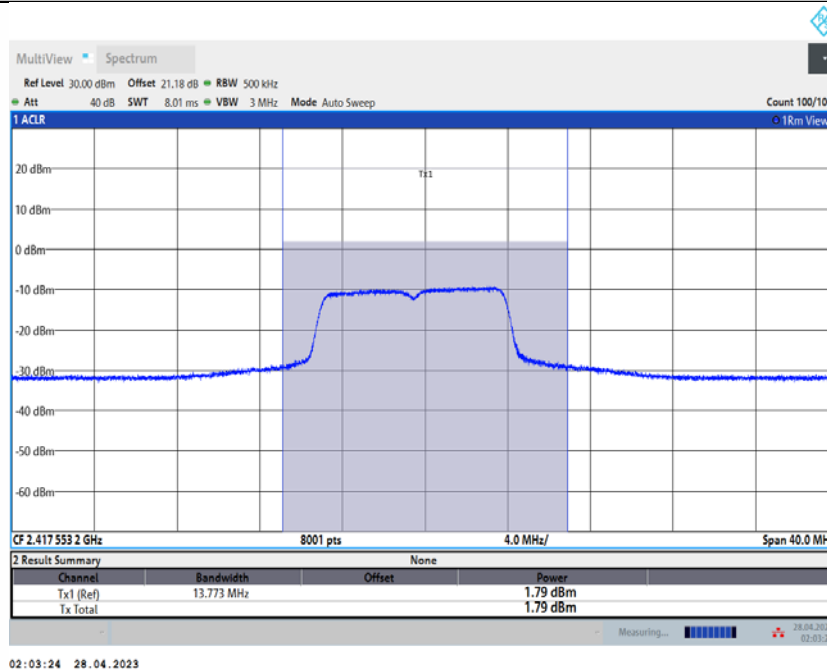 MultiView Spectrum
Ref Level 30.00 dBm Offset 21.18 dB RBW 500 kHz
Att 40 dB SWT 8.01 ms VBW 3 MHz Mode Auto Sweep Count 100/10
1 ACLR 1Rm View
20 dBm
Tx1
10 dBm
0 dBm
-10 dBm
-20 dBm
-30 dBm
-40 dBm
-50 dBm
-60 dBm
CF 2.417 553 2 GHz 8001 pts 4.0 MHz/ Span 40.0 MH
2 Result Summary None
Channel Bandwidth Offset Power
Tx1 (Ref) 13.773 MHz 1.79 dBm
Tx Total 1.79 dBm
Measuring... 28.04.202
02:03:2
02:03:24 28.04.2023